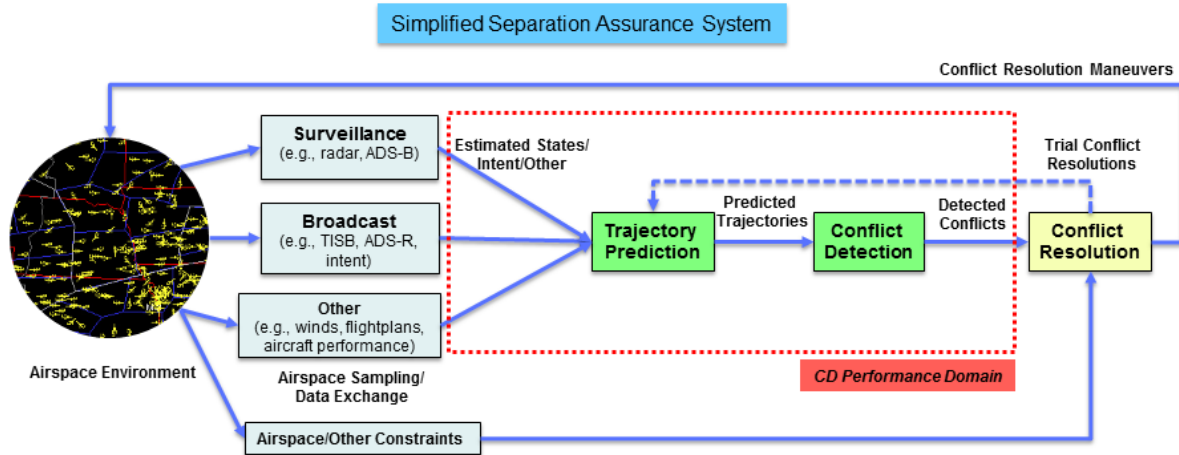 Simplified Separation Assurance System
Conflict Resolution Maneuvers
Surveillance
(e.g., radar, ADS-B)
Estimated States/
Intent/Other
Trial Conflict
Resolutions
Broadcast
(e.g., TISB, ADS-R,
intent)
Trajectory
Prediction
Predicted
Trajectories
Conflict
Detection
Detected
Conflicts
Conflict
Resolution
Other
(e.g., winds, flightplans,
aircraft performance)
Airspace Environment
Airspace Sampling/
Data Exchange
CD Performance Domain
Airspace/Other Constraints